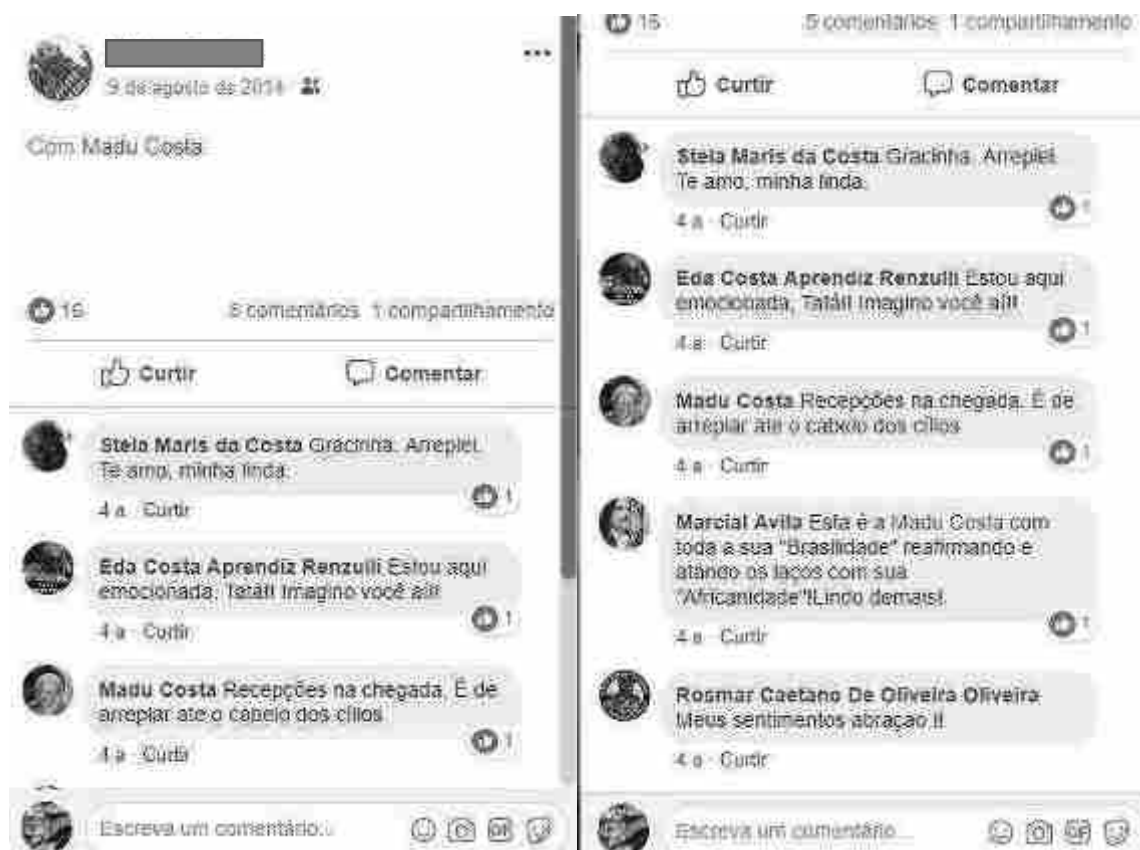 9 de agosto de 2014
Com Madu Costa
16
5 comentários 1 compartilhamento
Curtir
Comentar
Stela Maris da Costa Gracinha. Arrepiei.
Te amo, minha linda.
1
4 a Curtir
Eda Costa Aprendiz Renzulli Estou aqui
emocionada, Tatá!! Imagino você ali!!
1
4 a Curtir
Madu Costa Recepções na chegada. É de
arrepiar ate o cabelo dos cílios
1
4 a Curtir
Escreva um comentário...
GIF
16
5 comentários 1 compartilhamento
Curtir
Comentar
Stela Maris da Costa Gracinha. Arrepiei.
Te amo, minha linda.
1
4 a · Curtir
Eda Costa Aprendiz Renzulli Estou aqui
emocionada, Tatá!! Imagino você ali!!
1
4 a Curtir
Madu Costa Recepções na chegada. É de
arrepiar ate o cabelo dos cílios
1
4 a · Curtir
Marcial Avila Esta é a Madu Costa com
toda a sua "Brasilidade" reafirmando e
atando os laços com sua
"Africanidade"!Lindo demais!
1
4 a Curtir
Rosmar Caetano De Oliveira Oliveira
Meus sentimentos abraçao !!
4 a · Curtir
Escreva um comentário...
GIF